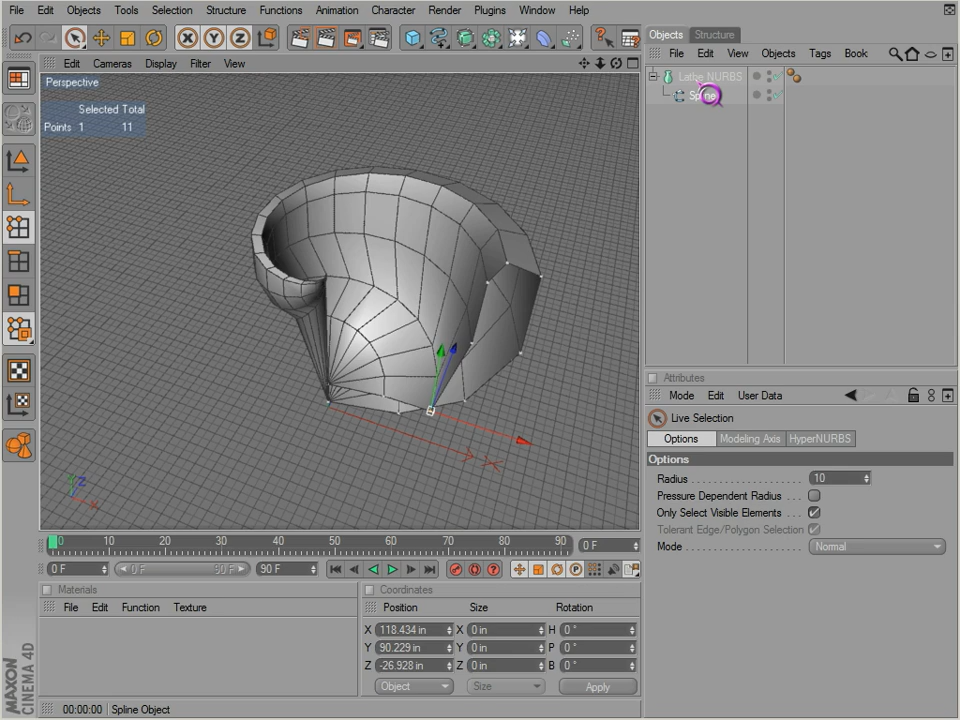 File Edit Objects Tools Selection Structure Functions Animation Character Render Plugins Window Help
Edit Cameras Display Filter View
Perspective
Selected Total
Points 1 11
Z
X
X
0 10 20 30 40 50 60 70 80 90 0 F
0 F 0 F 90 F 90 F
Materials
File Edit Function Texture
Coordinates
Position Size Rotation
X 118.434 in X 0 in H 0 °
Y 90.229 in Y 0 in P 0 °
Z -26.928 in Z 0 in B 0 °
Object Size Apply
MAXON CINEMA 4D
00:00:00 Spline Object
Objects Structure
File Edit View Objects Tags Book
Lathe NURBS
Spline
Attributes
Mode Edit User Data
Live Selection
Options Modeling Axis HyperNURBS
Options
Radius 10
Pressure Dependent Radius
Only Select Visible Elements
Tolerant Edge/Polygon Selection
Mode Normal